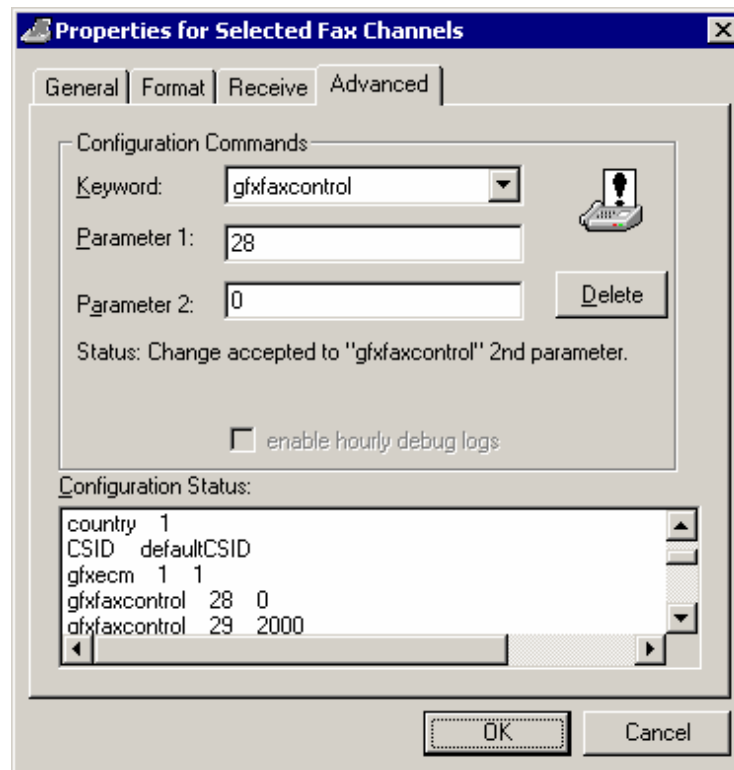 Properties for Selected Fax Channels
General Format Receive Advanced
Configuration Commands
Keyword: gfxfaxcontrol
Parameter 1: 28
Parameter 2: 0 Delete
Status: Change accepted to "gfxfaxcontrol" 2nd parameter.
enable hourly debug logs
Configuration Status:
country 1
CSID defaultCSID
gfxecm 1 1
gfxfaxcontrol 28 0
gfxfaxcontrol 29 2000
OK Cancel